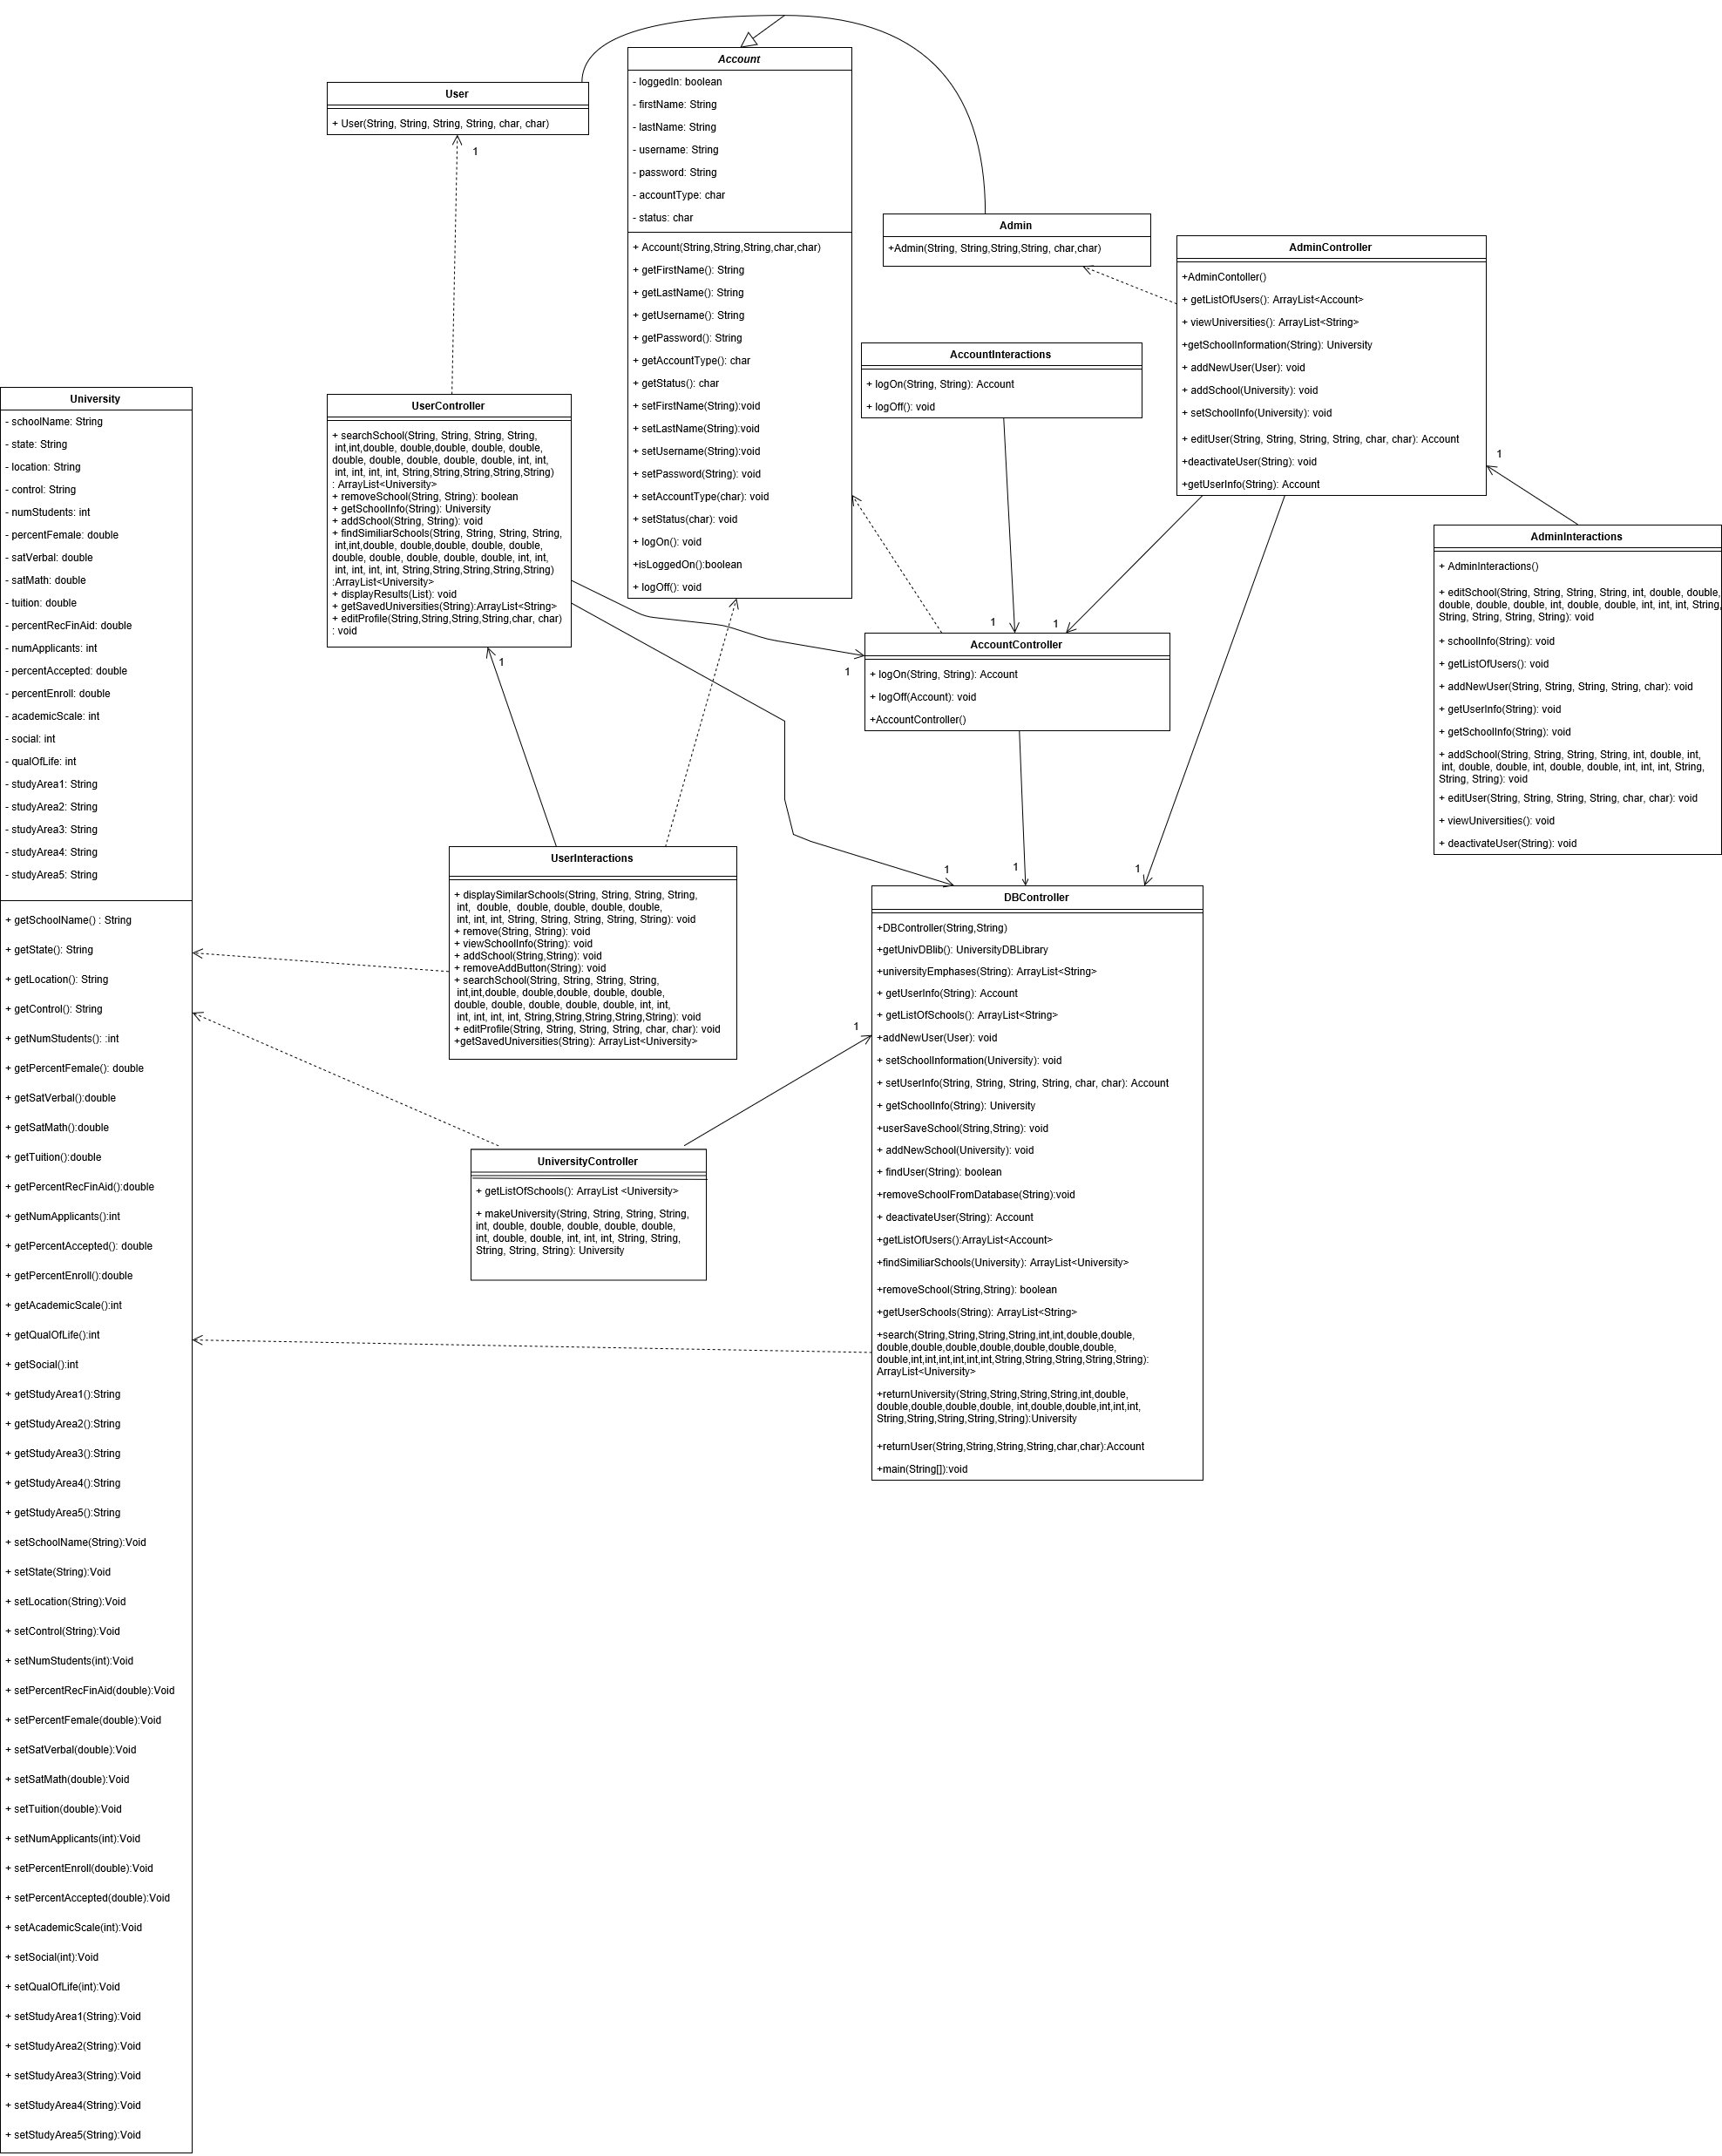 User
+ User(String, String, String, String, char, char)
1
Account
- loggedIn: boolean
- firstName: String
- lastName: String
- username: String
- password: String
- accountType: char
- status: char
+ Account(String,String,String,char,char)
+ getFirstName(): String
+ getLastName(): String
+ getUsername(): String
+ getPassword(): String
+ getAccountType(): char
+ getStatus(): char
+ setFirstName(String):void
+ setLastName(String):void
+ setUsername(String):void
+ setPassword(String): void
+ setAccountType(char): void
+ setStatus(char): void
+ logOn(): void
+isLoggedOn():boolean
+ logOff(): void
Admin
+Admin(String, String,String,String, char,char)
AdminController
+AdminContoller()
+ getListOfUsers(): ArrayList<Account>
+ viewUniversities(): ArrayList<String>
+getSchoolInformation(String): University
+ addNewUser(User): void
+ addSchool(University): void
+ setSchoolInfo(University): void
+ editUser(String, String, String, String, char, char): Account
+deactivateUser(String): void
+getUserInfo(String): Account
1
AccountInteractions
+ logOn(String, String): Account
+ logOff(): void
University
- schoolName: String
- state: String
- location: String
- control: String
- numStudents: int
- percentFemale: double
- satVerbal: double
- satMath: double
- tuition: double
- percentRecFinAid: double
- numApplicants: int
- percentAccepted: double
- percentEnroll: double
- academicScale: int
- social: int
- qualOfLife: int
- studyArea1: String
- studyArea2: String
- studyArea3: String
- studyArea4: String
- studyArea5: String
+ getSchoolName() : String
+ getState(): String
+ getLocation(): String
+ getControl(): String
+ getNumStudents(): :int
+ getPercentFemale(): double
+ getSatVerbal():double
+ getSatMath():double
+ getTuition():double
+ getPercentRecFinAid():double
+ getNumApplicants():int
+ getPercentAccepted(): double
+ getPercentEnroll():double
+ getAcademicScale():int
+ getQualOfLife():int
+ getSocial():int
+ getStudyArea1():String
+ getStudyArea2():String
+ getStudyArea3():String
+ getStudyArea4():String
+ getStudyArea5():String
+ setSchoolName(String):Void
+ setState(String):Void
+ setLocation(String):Void
+ setControl(String):Void
+ setNumStudents(int):Void
+ setPercentRecFinAid(double):Void
+ setPercentFemale(double):Void
+ setSatVerbal(double):Void
+ setSatMath(double):Void
+ setTuition(double):Void
+ setNumApplicants(int):Void
+ setPercentEnroll(double):Void
+ setPercentAccepted(double):Void
+ setAcademicScale(int):Void
+ setSocial(int):Void
+ setQualOfLife(int):Void
+ setStudyArea1(String):Void
+ setStudyArea2(String):Void
+ setStudyArea3(String):Void
+ setStudyArea4(String):Void
+ setStudyArea5(String):Void
UserController
+ searchSchool(String, String, String, String,
int,int,double, double,double, double, double,
double, double, double, double, double, int, int,
int, int, int, int, String,String,String,String,String)
: ArrayList<University>
+ removeSchool(String, String): boolean
+ getSchoolInfo(String): University
+ addSchool(String, String): void
+ findSimiliarSchools(String, String, String, String,
int,int,double, double,double, double, double,
double, double, double, double, double, int, int,
int, int, int, int, String,String,String,String,String)
:ArrayList<University>
+ displayResults(List): void
+ getSavedUniversities(String):ArrayList<String>
+ editProfile(String,String,String,String,char, char)
: void
1
AdminInteractions
+ AdminInteractions()
+ editSchool(String, String, String, String, int, double, double,
double, double, double, int, double, double, int, int, int, String,
String, String, String, String): void
+ schoolInfo(String): void
+ getListOfUsers(): void
+ addNewUser(String, String, String, String, char): void
+ getUserInfo(String): void
+ getSchoolInfo(String): void
+ addSchool(String, String, String, String, int, double, int,
int, double, double, int, double, double, int, int, int, String,
String, String): void
+ editUser(String, String, String, String, char, char): void
+ viewUniversities(): void
+ deactivateUser(String): void
1
1
1
AccountController
+ logOn(String, String): Account
+ logOff(Account): void
+AccountController()
UserInteractions
+ displaySimilarSchools(String, String, String, String,
int, double, double, double, double, double,
int, int, int, String, String, String, String, String): void
+ remove(String, String): void
+ viewSchoolInfo(String): void
+ addSchool(String,String): void
+ removeAddButton(String): void
+ searchSchool(String, String, String, String,
int,int,double, double,double, double, double,
double, double, double, double, double, int, int,
int, int, int, int, String,String,String,String,String): void
+ editProfile(String, String, String, String, char, char): void
+getSavedUniversities(String): ArrayList<University>
1
1
1
1
DBController
+DBController(String,String)
+getUnivDBlib(): UniversityDBLibrary
+universityEmphases(String): ArrayList<String>
+ getUserInfo(String): Account
+ getListOfSchools(): ArrayList<String>
+addNewUser(User): void
+ setSchoolInformation(University): void
+ setUserInfo(String, String, String, String, char, char): Account
+ getSchoolInfo(String): University
+userSaveSchool(String,String): void
+ addNewSchool(University): void
+ findUser(String): boolean
+removeSchoolFromDatabase(String):void
+ deactivateUser(String): Account
+getListOfUsers():ArrayList<Account>
+findSimiliarSchools(University): ArrayList<University>
+removeSchool(String,String): boolean
+getUserSchools(String): ArrayList<String>
+search(String,String,String,String,int,int,double,double,
double,double,double,double,double,double,double,
double,int,int,int,int,int,int,String,String,String,String,String):
ArrayList<University>
+returnUniversity(String,String,String,String,int,double,
double,double,double,double, int,double,double,int,int,int,
String,String,String,String,String):University
+returnUser(String,String,String,String,char,char):Account
+main(String[]):void
UniversityController
+ getListOfSchools(): ArrayList <University>
+ makeUniversity(String, String, String, String,
int, double, double, double, double, double,
int, double, double, int, int, int, String, String,
String, String, String): University